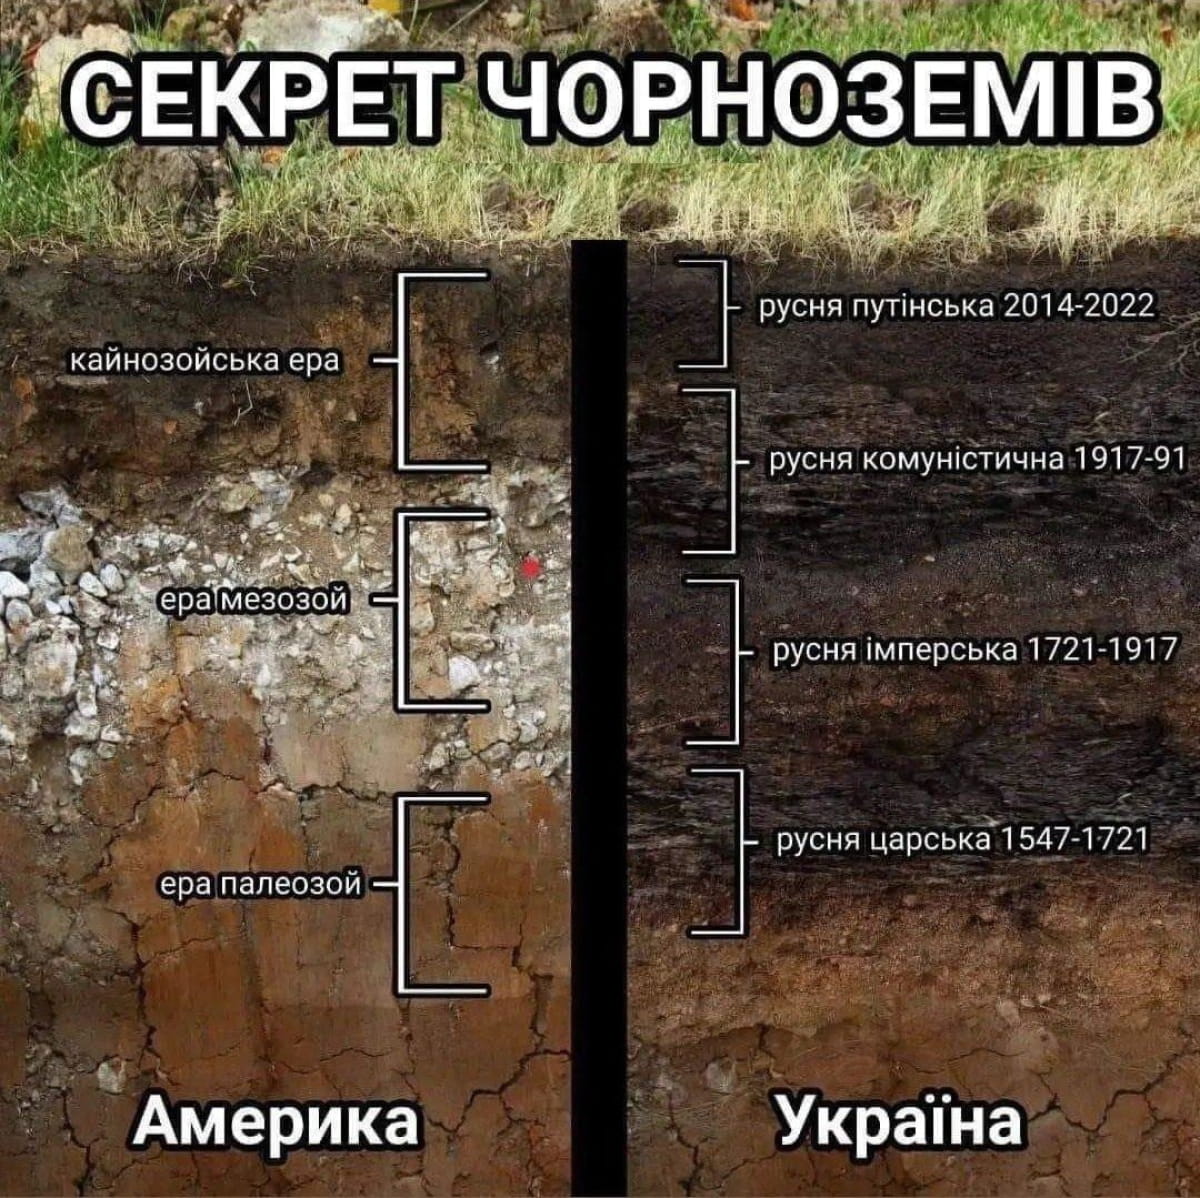 СЕКРЕТ ЧОРНОЗЕМІВ
кайнозойська ера
ера мезозой
ера палеозой
Америка
русня путінська 2014-2022
русня комуністична 1917-91
русня імперська 1721-1917
русня царська 1547-1721
Україна